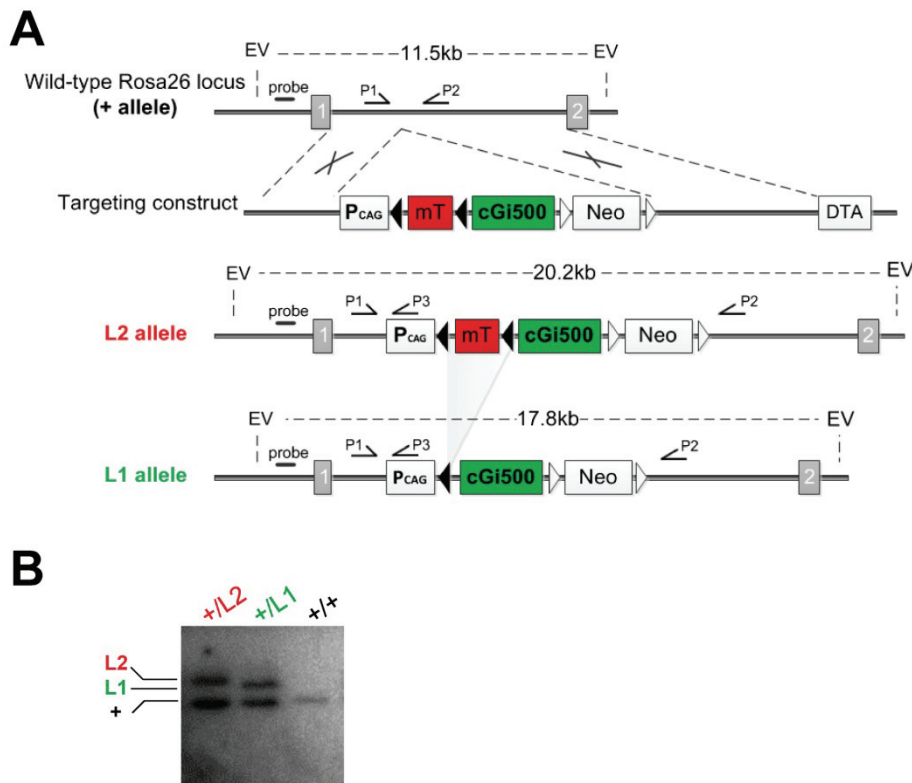 A
EV 11.5kb EV
Wild-type Rosa26 locus
(+ allele)
probe P1 P2
1 2
Targeting construct
PCAG mT cGi500 Neo DTA
EV 20.2kb EV
L2 allele
probe P1 P3 P2
1 PCAG mT cGi500 Neo 2
EV 17.8kb EV
L1 allele
probe P1 P3 P2
1 PCAG cGi500 Neo 2
B
+/L2 +/L1 +/+
L2
L1
+